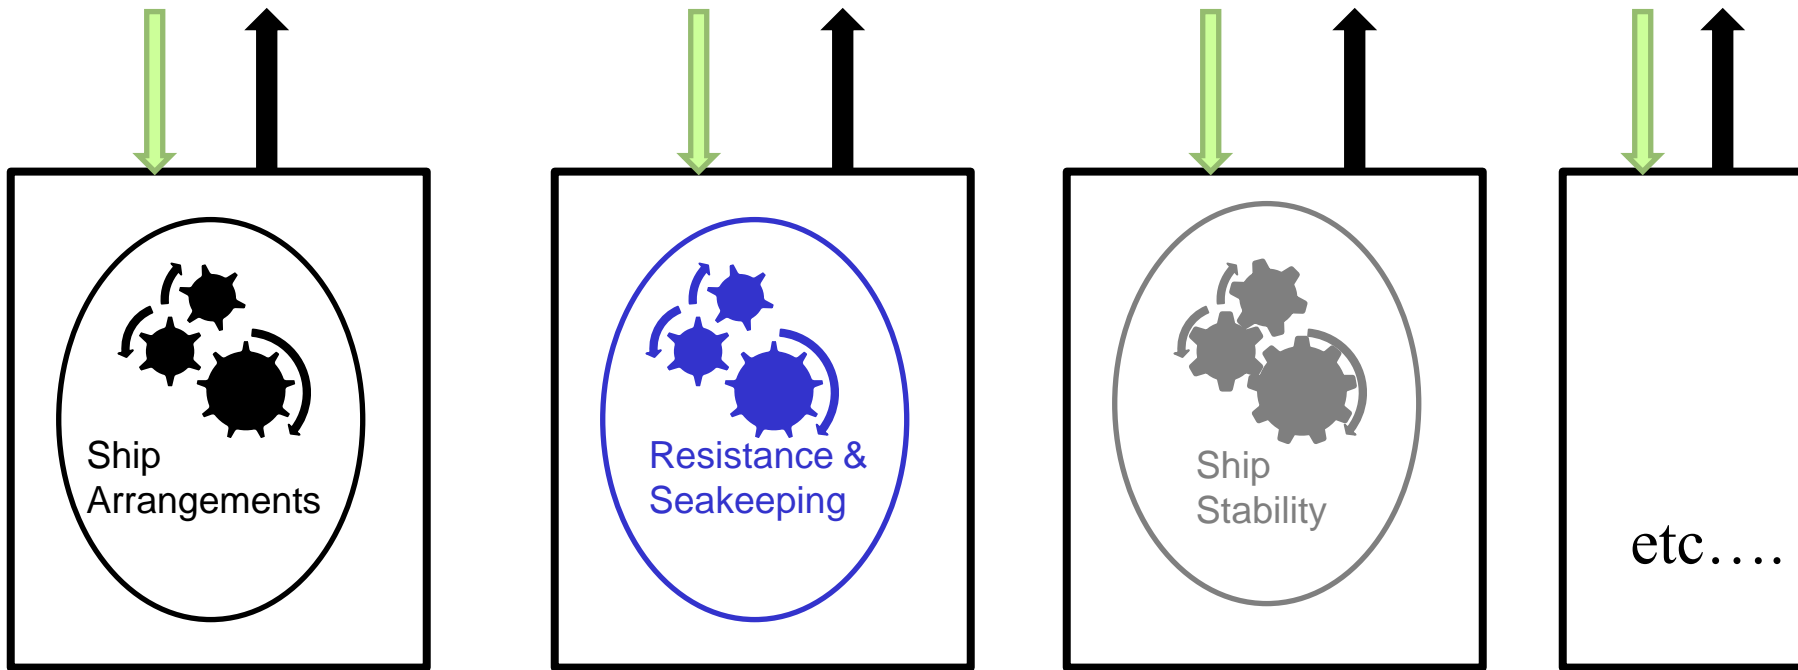 Ship
Arrangements
Resistance &
Seakeeping
Ship
Stability
etc….